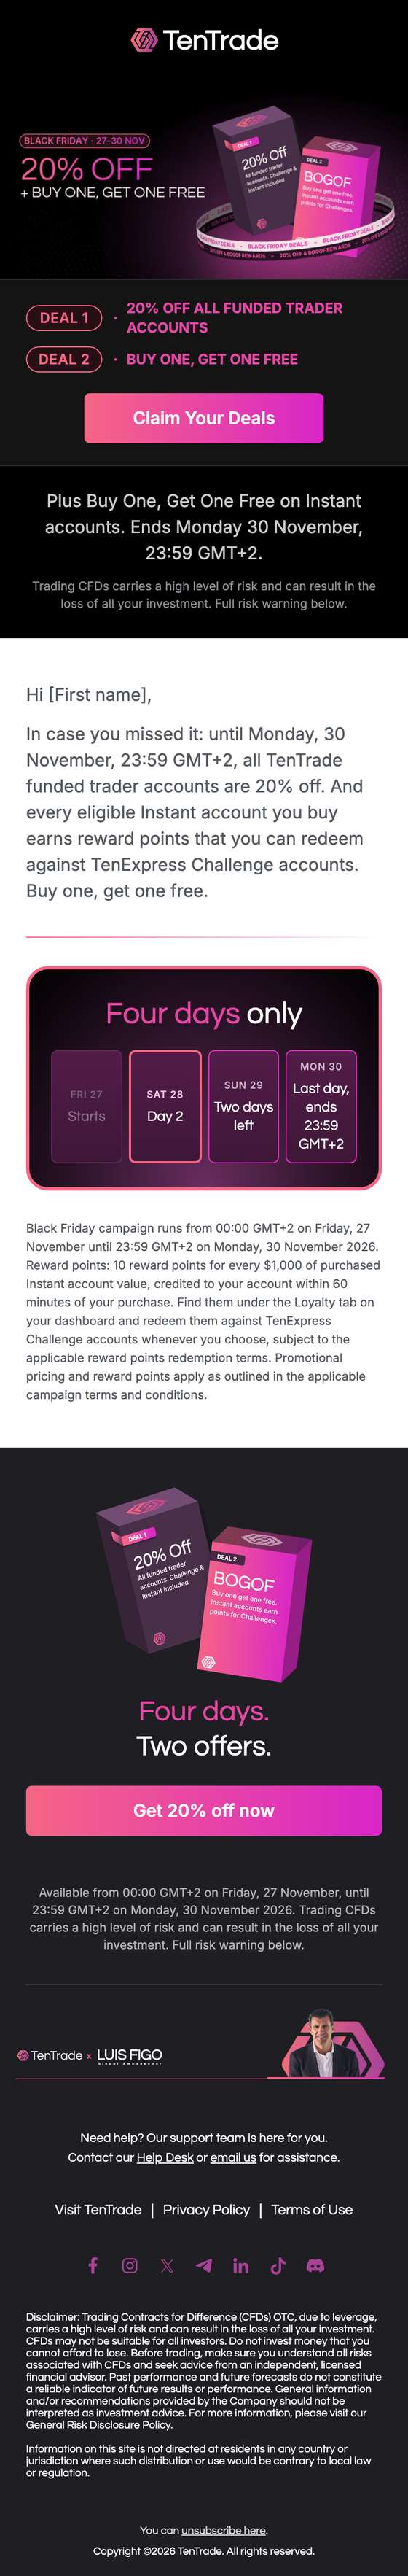 TenTrade
BLACK FRIDAY · 27–30 NOV
20% OFF
+ BUY ONE, GET ONE FREE
DEAL 1
20% Off
All funded trader
accounts. Challenge &
Instant included
DEAL 2
BOGOF
Buy one get one free.
Instant accounts earn
points for Challenges.
BLACK FRIDAY DEALS
BLACK FRIDAY DEALS
20% OFF & BOGOF REWARDS
DEAL 1 · 20% OFF ALL FUNDED TRADER
ACCOUNTS
DEAL 2 · BUY ONE, GET ONE FREE
Claim Your Deals
Plus Buy One, Get One Free on Instant
accounts. Ends Monday 30 November,
23:59 GMT+2.
Trading CFDs carries a high level of risk and can result in the
loss of all your investment. Full risk warning below.
Hi [First name],
In case you missed it: until Monday, 30
November, 23:59 GMT+2, all TenTrade
funded trader accounts are 20% off. And
every eligible Instant account you buy
earns reward points that you can redeem
against TenExpress Challenge accounts.
Buy one, get one free.
Four days only
FRI 27
Starts
SAT 28
Day 2
SUN 29
Two days
left
MON 30
Last day,
ends
23:59
GMT+2
Black Friday campaign runs from 00:00 GMT+2 on Friday, 27
November until 23:59 GMT+2 on Monday, 30 November 2026.
Reward points: 10 reward points for every $1,000 of purchased
Instant account value, credited to your account within 60
minutes of your purchase. Find them under the Loyalty tab on
your dashboard and redeem them against TenExpress
Challenge accounts whenever you choose, subject to the
applicable reward points redemption terms. Promotional
pricing and reward points apply as outlined in the applicable
campaign terms and conditions.
DEAL 1
20% Off
All funded trader
accounts. Challenge &
Instant included
DEAL 2
BOGOF
Buy one get one free.
Instant accounts earn
points for Challenges.
Four days.
Two offers.
Get 20% off now
Available from 00:00 GMT+2 on Friday, 27 November, until
23:59 GMT+2 on Monday, 30 November 2026. Trading CFDs
carries a high level of risk and can result in the loss of all your
investment. Full risk warning below.
TenTrade x LUIS FIGO
Global Ambassador
Need help? Our support team is here for you.
Contact our Help Desk or email us for assistance.
Visit TenTrade | Privacy Policy | Terms of Use
Disclaimer: Trading Contracts for Difference (CFDs) OTC, due to leverage,
carries a high level of risk and can result in the loss of all your investment.
CFDs may not be suitable for all investors. Do not invest money that you
cannot afford to lose. Before trading, make sure you understand all risks
associated with CFDs and seek advice from an independent, licensed
financial advisor. Past performance and future forecasts do not constitute
a reliable indicator of future results or performance. General information
and/or recommendations provided by the Company should not be
interpreted as investment advice. For more information, please visit our
General Risk Disclosure Policy.
Information on this site is not directed at residents in any country or
jurisdiction where such distribution or use would be contrary to local law
or regulation.
You can unsubscribe here.
Copyright ©2026 TenTrade. All rights reserved.